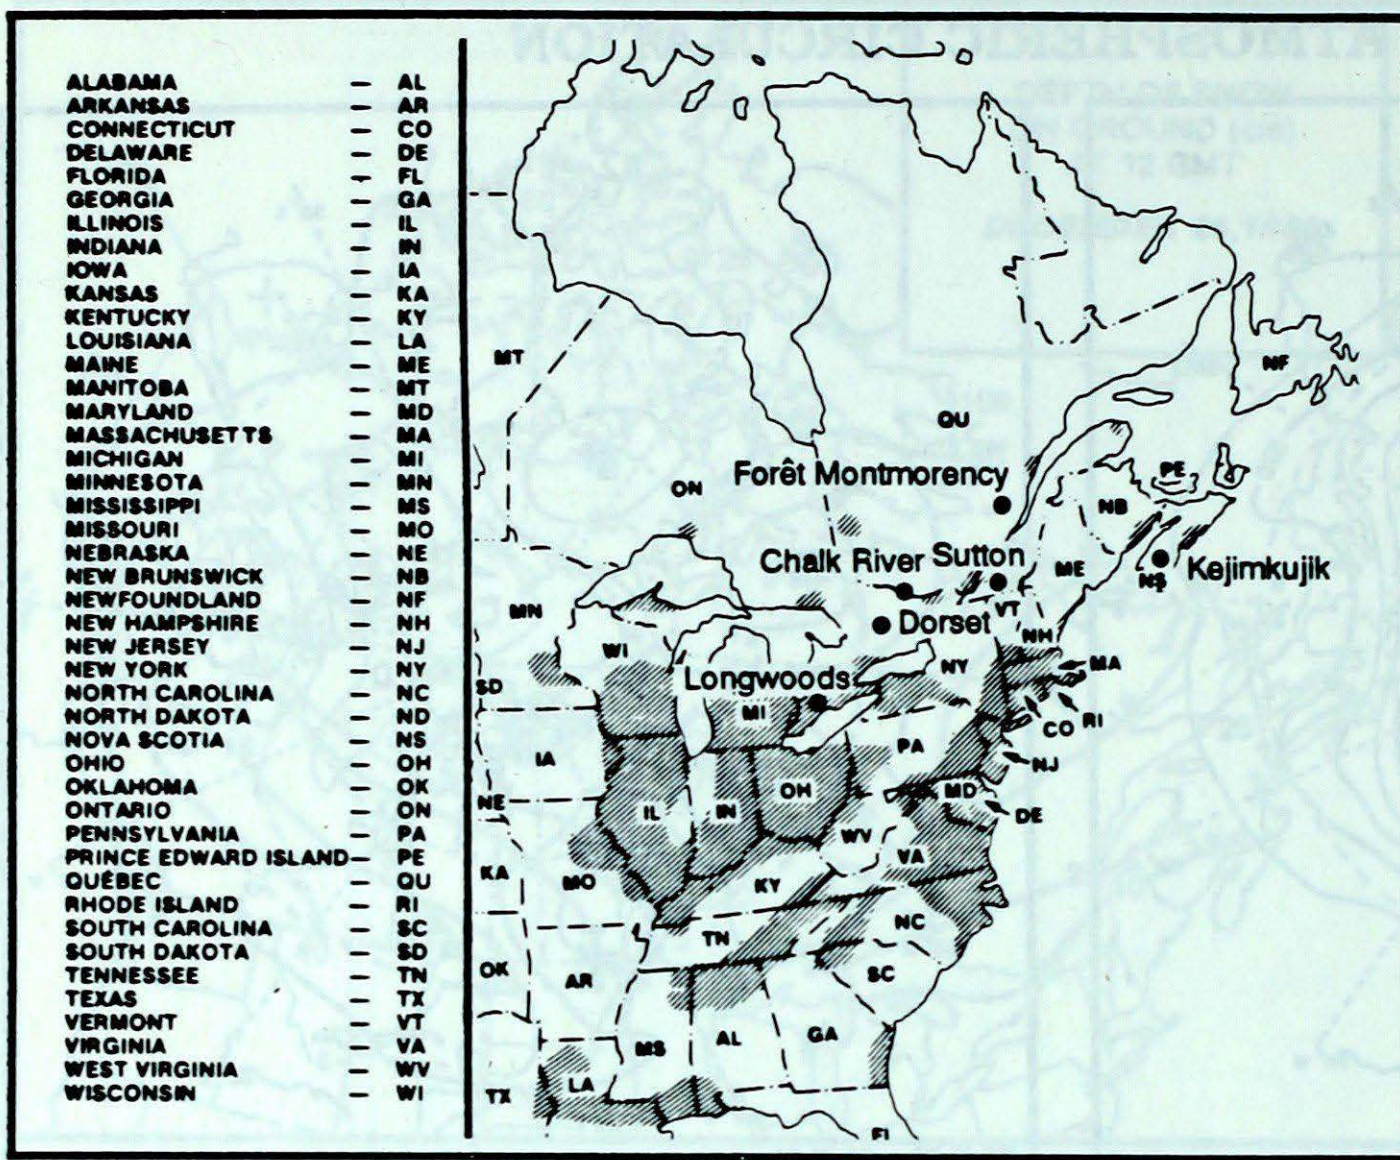 ALABAMA – AL
ARKANSAS – AR
CONNECTICUT – CO
DELAWARE – DE
FLORIDA – FL
GEORGIA – GA
ILLINOIS – IL
INDIANA – IN
IOWA – IA
KANSAS – KA
KENTUCKY – KY
LOUISIANA – LA
MAINE – ME
MANITOBA – MT
MARYLAND – MD
MASSACHUSETTS – MA
MICHIGAN – MI
MINNESOTA – MN
MISSISSIPPI – MS
MISSOURI – MO
NEBRASKA – NE
NEW BRUNSWICK – NB
NEWFOUNDLAND – NF
NEW HAMPSHIRE – NH
NEW JERSEY – NJ
NEW YORK – NY
NORTH CAROLINA – NC
NORTH DAKOTA – ND
NOVA SCOTIA – NS
OHIO – OH
OKLAHOMA – OK
ONTARIO – ON
PENNSYLVANIA – PA
PRINCE EDWARD ISLAND – PE
QUÉBEC – QU
RHODE ISLAND – RI
SOUTH CAROLINA – SC
SOUTH DAKOTA – SD
TENNESSEE – TN
TEXAS – TX
VERMONT – VT
VIRGINIA – VA
WEST VIRGINIA – WV
WISCONSIN – WI
MT
NF
QU
Forêt Montmorency
PE
ON
NB
Chalk River
Sutton
ME
NS
Kejimkujik
MN
VT
Dorset
NH
WI
NY
MA
SD
Longwoods
MI
CO
RI
PA
IA
NJ
OH
MD
NE
IL
IN
DE
WV
VA
KA
MO
KY
NC
TN
OK
AR
SC
MS
AL
GA
LA
TX
FL